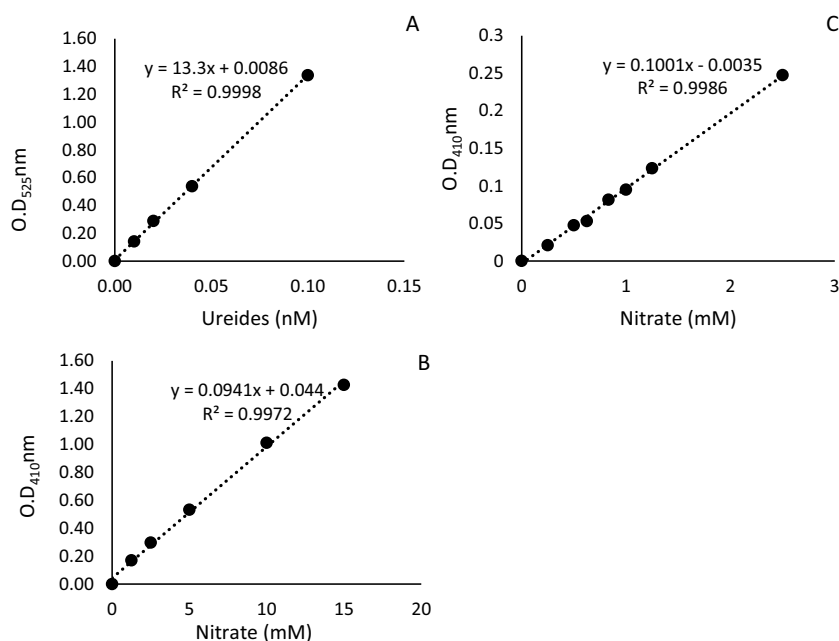 A
1.60
1.40
1.20
1.00
0.80
0.60
0.40
0.20
0.00
O.D₅₂₅nm
y = 13.3x + 0.0086
R² = 0.9998
0.00 0.05 0.10 0.15
Ureides (nM)
C
0.3
0.25
0.2
0.15
0.1
0.05
0
O.D₄₁₀nm
y = 0.1001x - 0.0035
R² = 0.9986
0 1 2 3
Nitrate (mM)
B
1.60
1.40
1.20
1.00
0.80
0.60
0.40
0.20
0.00
O.D₄₁₀nm
y = 0.0941x + 0.044
R² = 0.9972
0 5 10 15 20
Nitrate (mM)